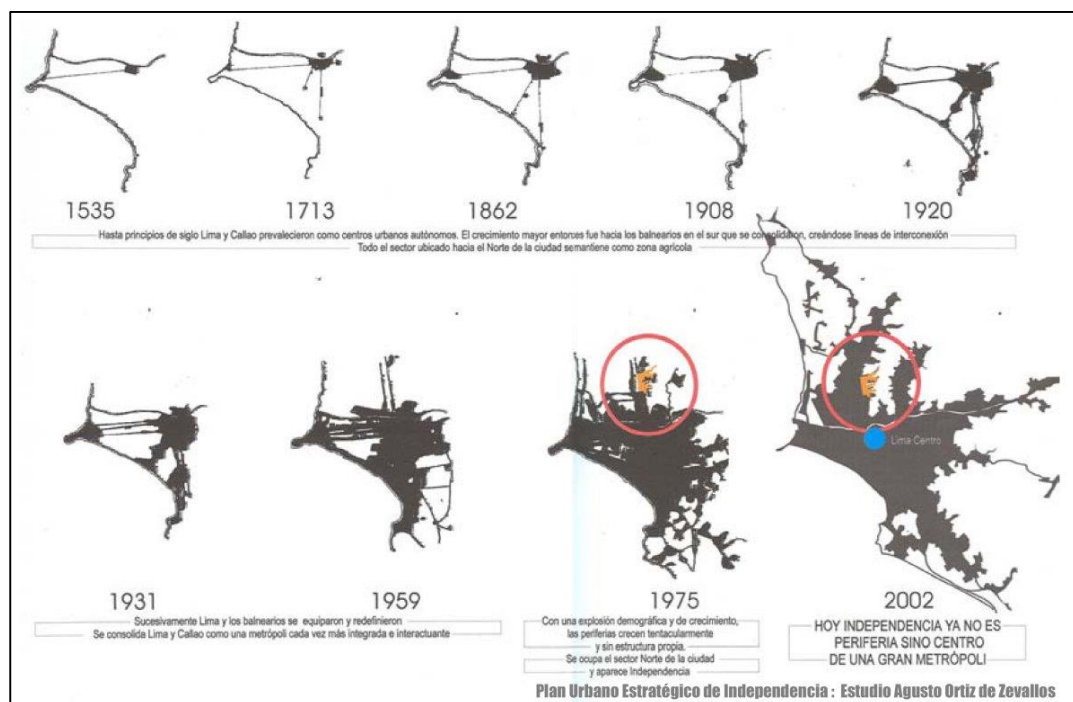 1535
1713
1862
1908
1920
Hasta principios de siglo Lima y Callao prevalecieron como centros urbanos autónomos. El crecimiento mayor entorces fue hacia los balnearios en el sur que se consolidaron, creándose líneas de interconexión
Todo el sector ubicado hacia el Norte de la ciudad semantiene como zona agrícola
Lima Centro
1931
1959
1975
2002
Sucesivamente Lima y los balnearios se equiparon y redefinieron
Se consolida Lima y Callao como una metrópoli cada vez más integrada e interactuante
Con una explosión demográfica y de crecimiento,
las periferias crecen tentacularmente
y sin estructura propia.
Se ocupa el sector Norte de la ciudad
y aparece Independencia
HOY INDEPENDENCIA YA NO ES
PERIFERIA SINO CENTRO
DE UNA GRAN METRÓPOLI
Plan Urbano Estratégico de Independencia : Estudio Agusto Ortiz de Zevallos